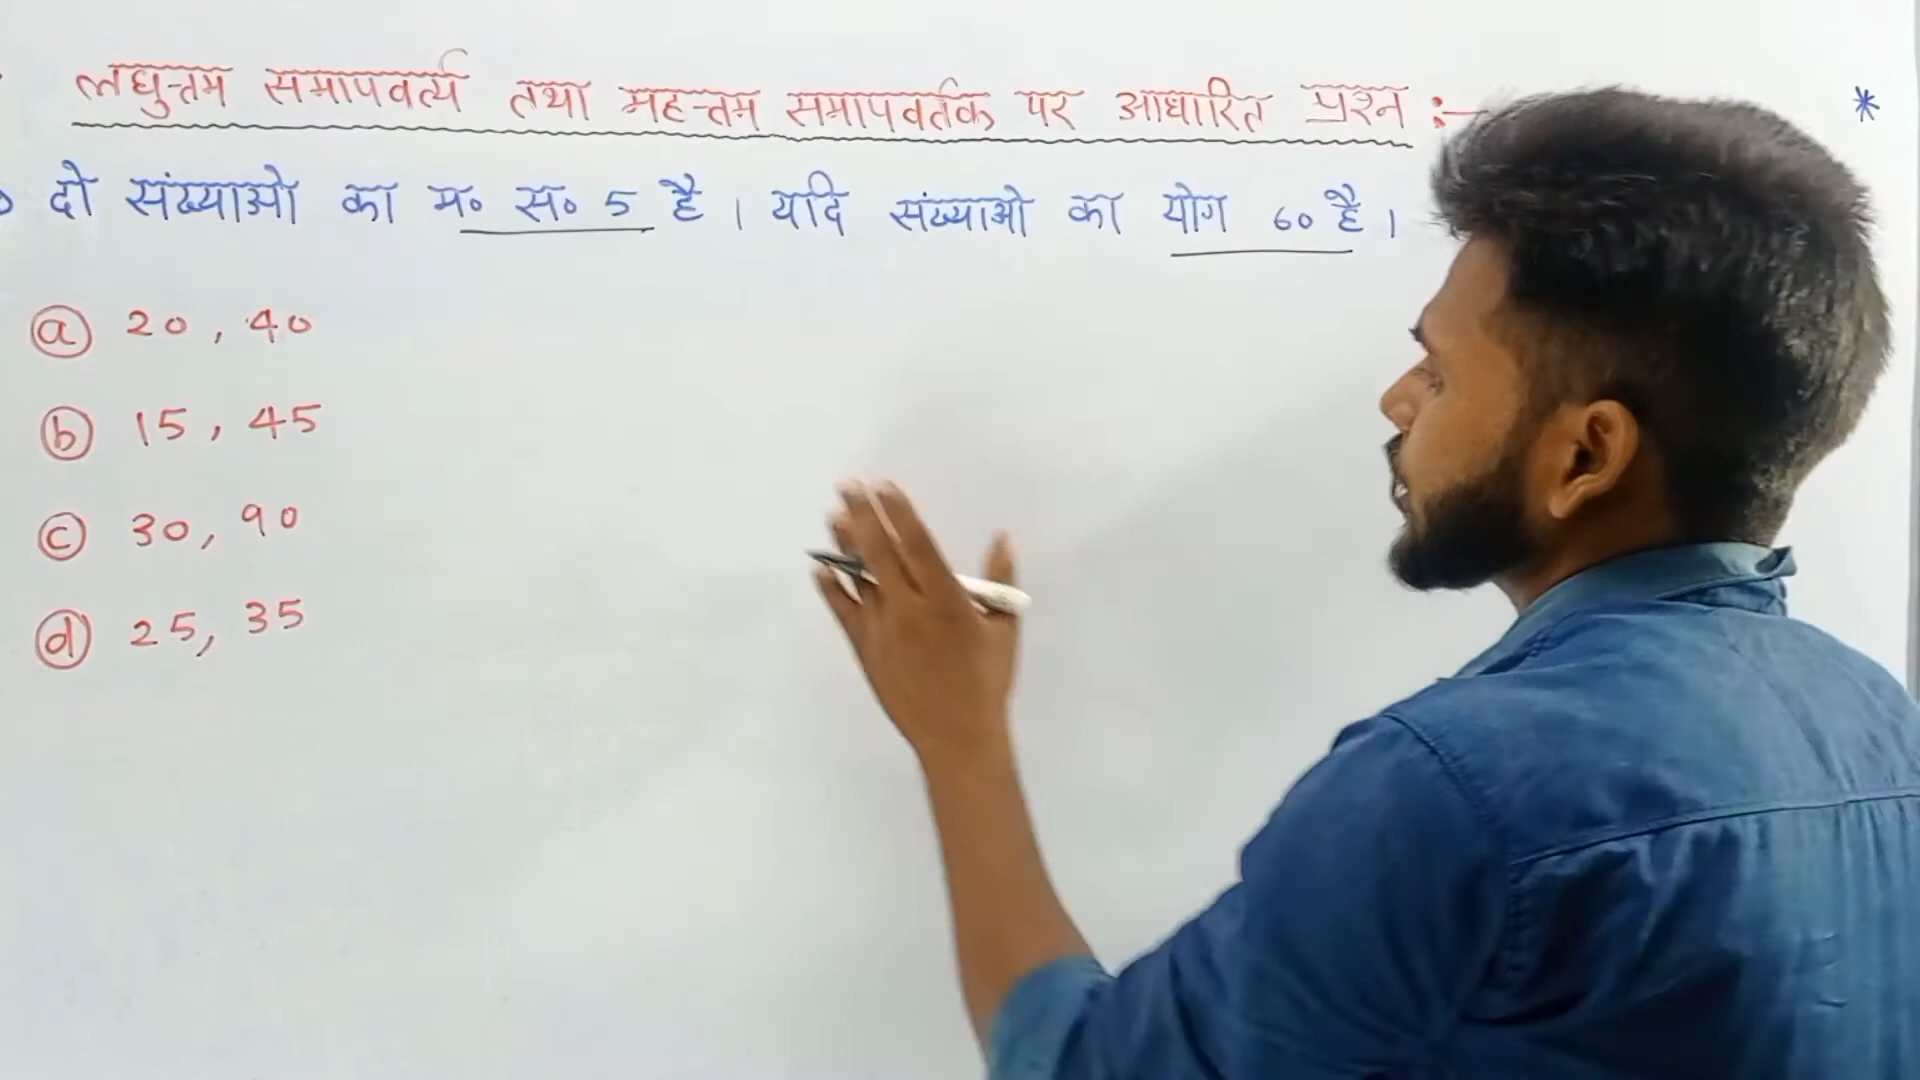 लघुत्तम समापवर्त्य तथा महत्तम समापवर्तक पर आधारित प्रश्न :-
*
दो संख्याओ का म० स० 5 है । यदि संख्याओ का योग 60 है ।
(a) 20, 40
(b) 15, 45
(c) 30, 90
(d) 25, 35